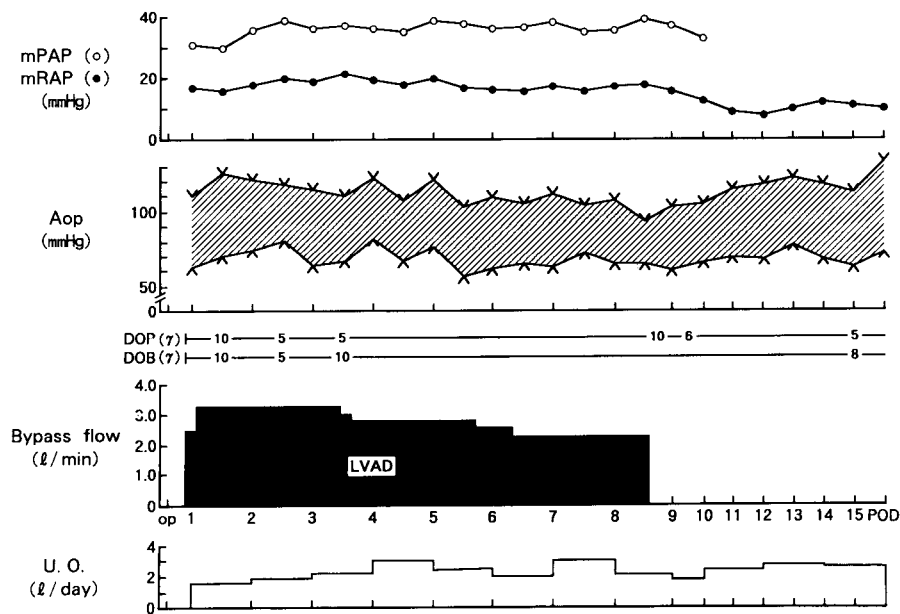 40
mPAP (○)
20
mRAP (●)
(mmHg)
0
Aop
100
(mmHg)
50
0
DOP (γ) 10 5 5 10 6 5
DOB (γ) 10 5 10 8
4.0
3.0
Bypass flow
2.0
(ℓ/min)
LVAD
1.0
0
op 1 2 3 4 5 6 7 8 9 10 11 12 13 14 15 POD
4
U. O.
2
(ℓ/day)
0